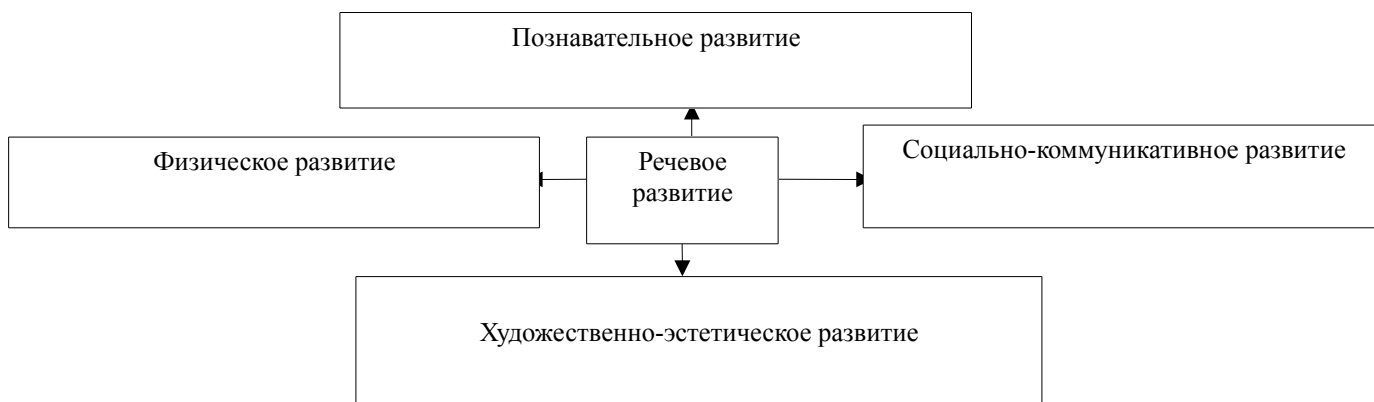 Познавательное развитие
Физическое развитие
Речевое
развитие
Социально-коммуникативное развитие
Художественно-эстетическое развитие